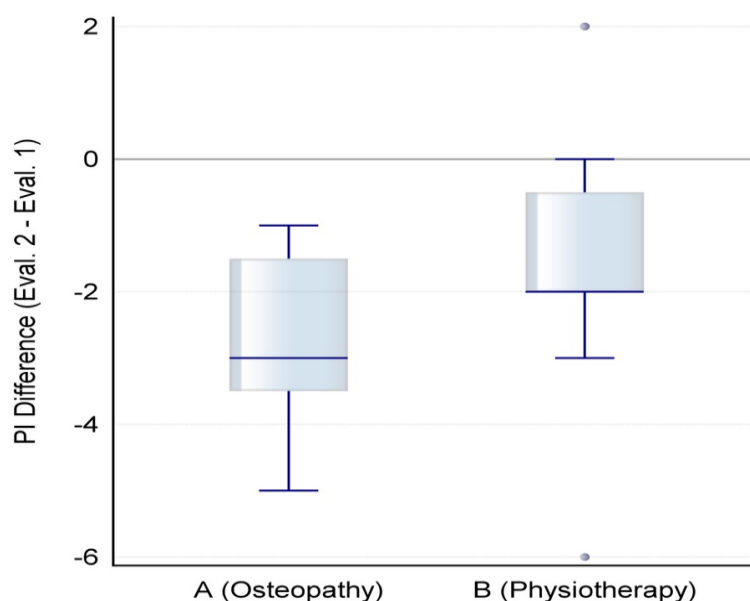 PI Difference (Eval. 2 - Eval. 1)
2
0
-2
-4
-6
A (Osteopathy)
B (Physiotherapy)